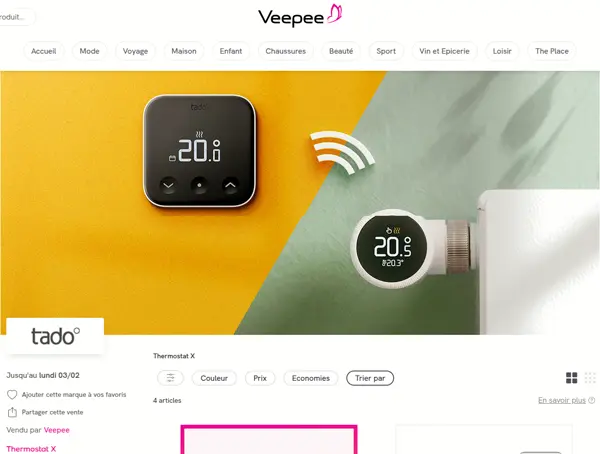 roduit...
Veepee
Accueil
Mode
Voyage
Maison
Enfant
Chaussures
Beauté
Sport
Vin et Epicerie
Loisir
The Place
tado
20.0
20.5
20.3°
tado°
Jusqu'au lundi 03/02
Ajouter cette marque à vos favoris
Partager cette vente
Vendu par Veepee
Thermostat X
Thermostat X
Couleur
Prix
Economies
Trier par
4 articles
En savoir plus